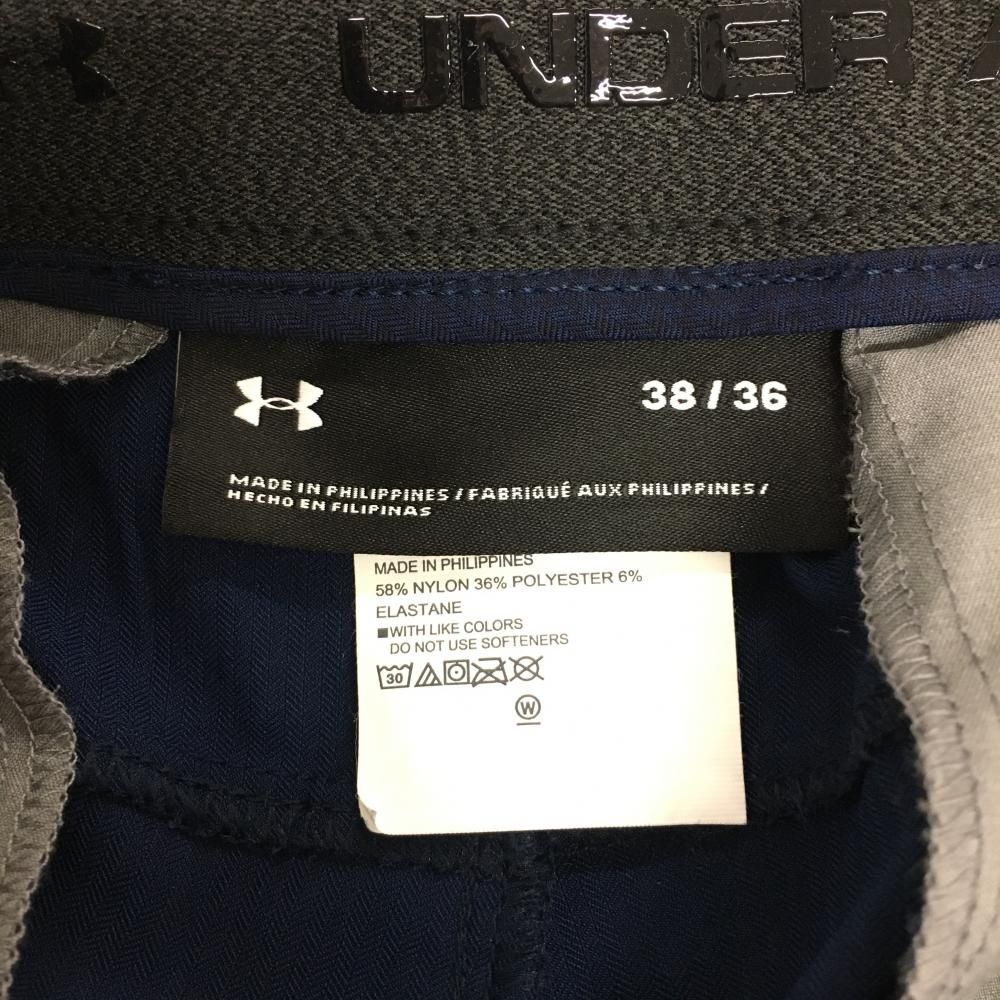 UNDER A
38 / 36
MADE IN PHILIPPINES / FABRIQUÉ AUX PHILIPPINES /
HECHO EN FILIPINAS
MADE IN PHILIPPINES
58% NYLON 36% POLYESTER 6%
ELASTANE
■WITH LIKE COLORS
DO NOT USE SOFTENERS
30
W